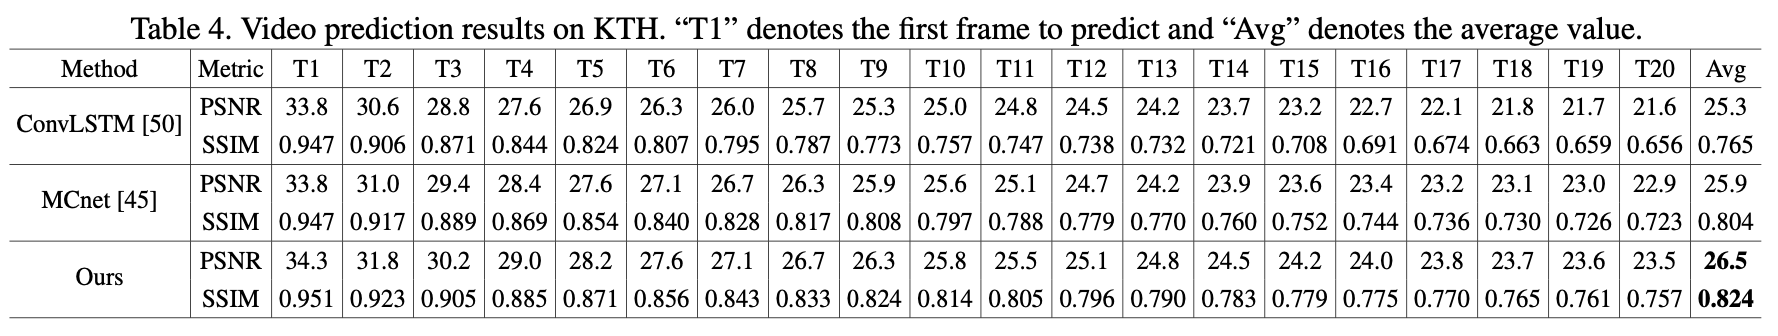 Table 4. Video prediction results on KTH. “T1” denotes the first frame to predict and “Avg” denotes the average value.
Method Metric T1 T2 T3 T4 T5 T6 T7 T8 T9 T10 T11 T12 T13 T14 T15 T16 T17 T18 T19 T20 Avg
ConvLSTM [50] PSNR 33.8 30.6 28.8 27.6 26.9 26.3 26.0 25.7 25.3 25.0 24.8 24.5 24.2 23.7 23.2 22.7 22.1 21.8 21.7 21.6 25.3
SSIM 0.947 0.906 0.871 0.844 0.824 0.807 0.795 0.787 0.773 0.757 0.747 0.738 0.732 0.721 0.708 0.691 0.674 0.663 0.659 0.656 0.765
MCnet [45] PSNR 33.8 31.0 29.4 28.4 27.6 27.1 26.7 26.3 25.9 25.6 25.1 24.7 24.2 23.9 23.6 23.4 23.2 23.1 23.0 22.9 25.9
SSIM 0.947 0.917 0.889 0.869 0.854 0.840 0.828 0.817 0.808 0.797 0.788 0.779 0.770 0.760 0.752 0.744 0.736 0.730 0.726 0.723 0.804
Ours PSNR 34.3 31.8 30.2 29.0 28.2 27.6 27.1 26.7 26.3 25.8 25.5 25.1 24.8 24.5 24.2 24.0 23.8 23.7 23.6 23.5 26.5
SSIM 0.951 0.923 0.905 0.885 0.871 0.856 0.843 0.833 0.824 0.814 0.805 0.796 0.790 0.783 0.779 0.775 0.770 0.765 0.761 0.757 0.824